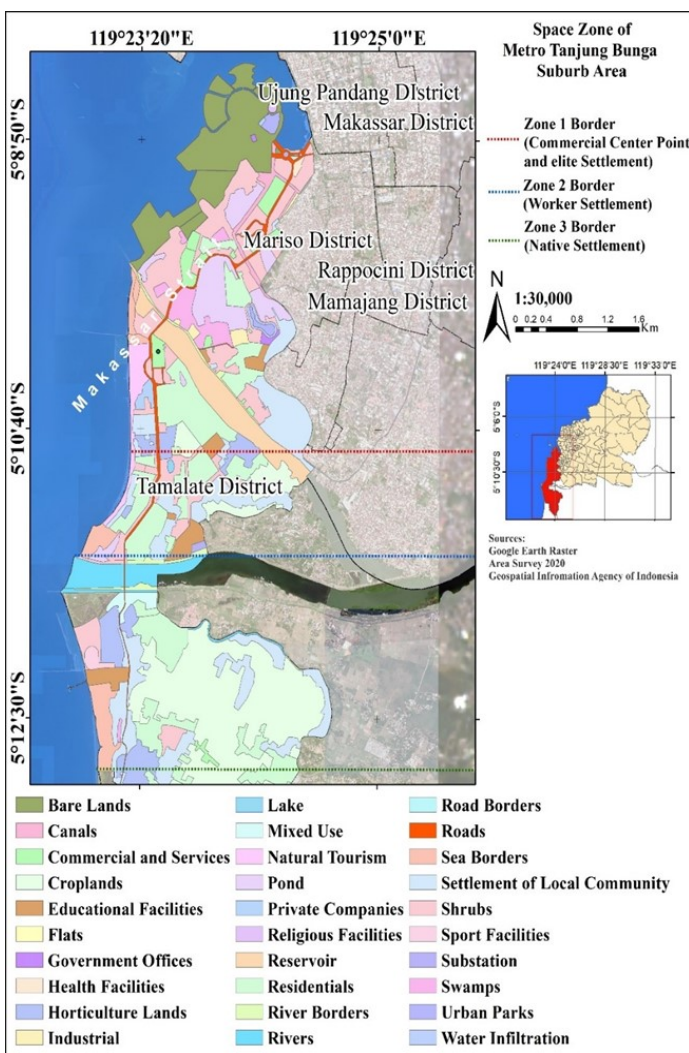 119°23'20"E
119°25'0"E
5°8'50"S
5°10'40"S
5°12'30"S
Ujung Pandang DIstrict
Makassar District
Mariso District
Rappocini District
Mamajang District
Makassar Strait
Tamalate District
Space Zone of
Metro Tanjung Bunga
Suburb Area
Zone 1 Border
(Commercial Center Point
and elite Settlement)
Zone 2 Border
(Worker Settlement)
Zone 3 Border
(Native Settlement)
N
1:30,000
0 0.2 0.4 0.8 1.2 1.6
Km
119°24'0"E 119°28'30"E 119°33'0"E
5°6'0"S
5°10'30"S
Sources:
Google Earth Raster
Area Survey 2020
Geospatial Infromation Agency of Indonesia
Bare Lands
Canals
Commercial and Services
Croplands
Educational Facilities
Flats
Government Offices
Health Facilities
Horticulture Lands
Industrial
Lake
Mixed Use
Natural Tourism
Pond
Private Companies
Religious Facilities
Reservoir
Residentials
River Borders
Rivers
Road Borders
Roads
Sea Borders
Settlement of Local Community
Shrubs
Sport Facilities
Substation
Swamps
Urban Parks
Water Infiltration